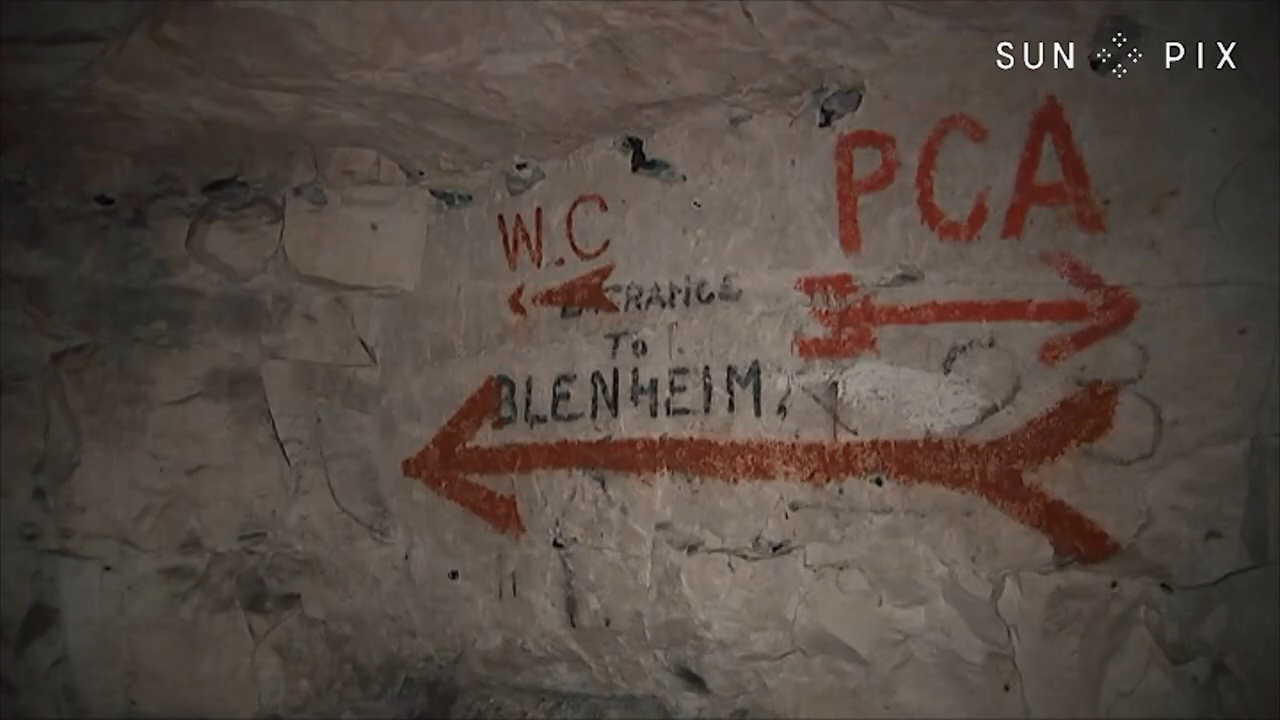 SUN PIX
PCA
W.C
ENTRANCE
TO
BLENHEIM